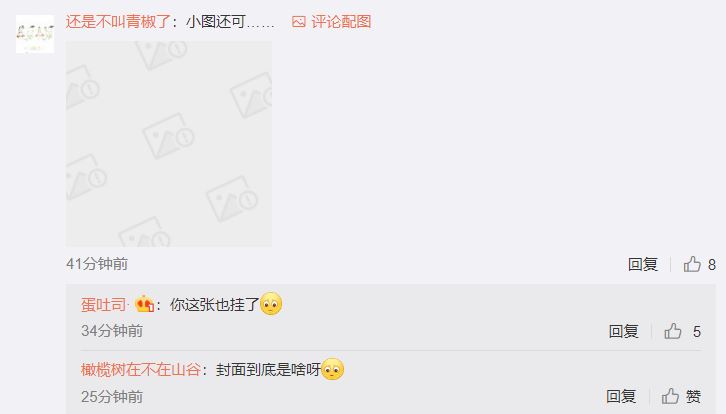 还是不叫青椒了：小图还可…… 评论配图
41分钟前 回复 8
蛋吐司·：你这张也挂了
34分钟前 回复 5
橄榄树在不在山谷：封面到底是啥呀
25分钟前 回复 赞